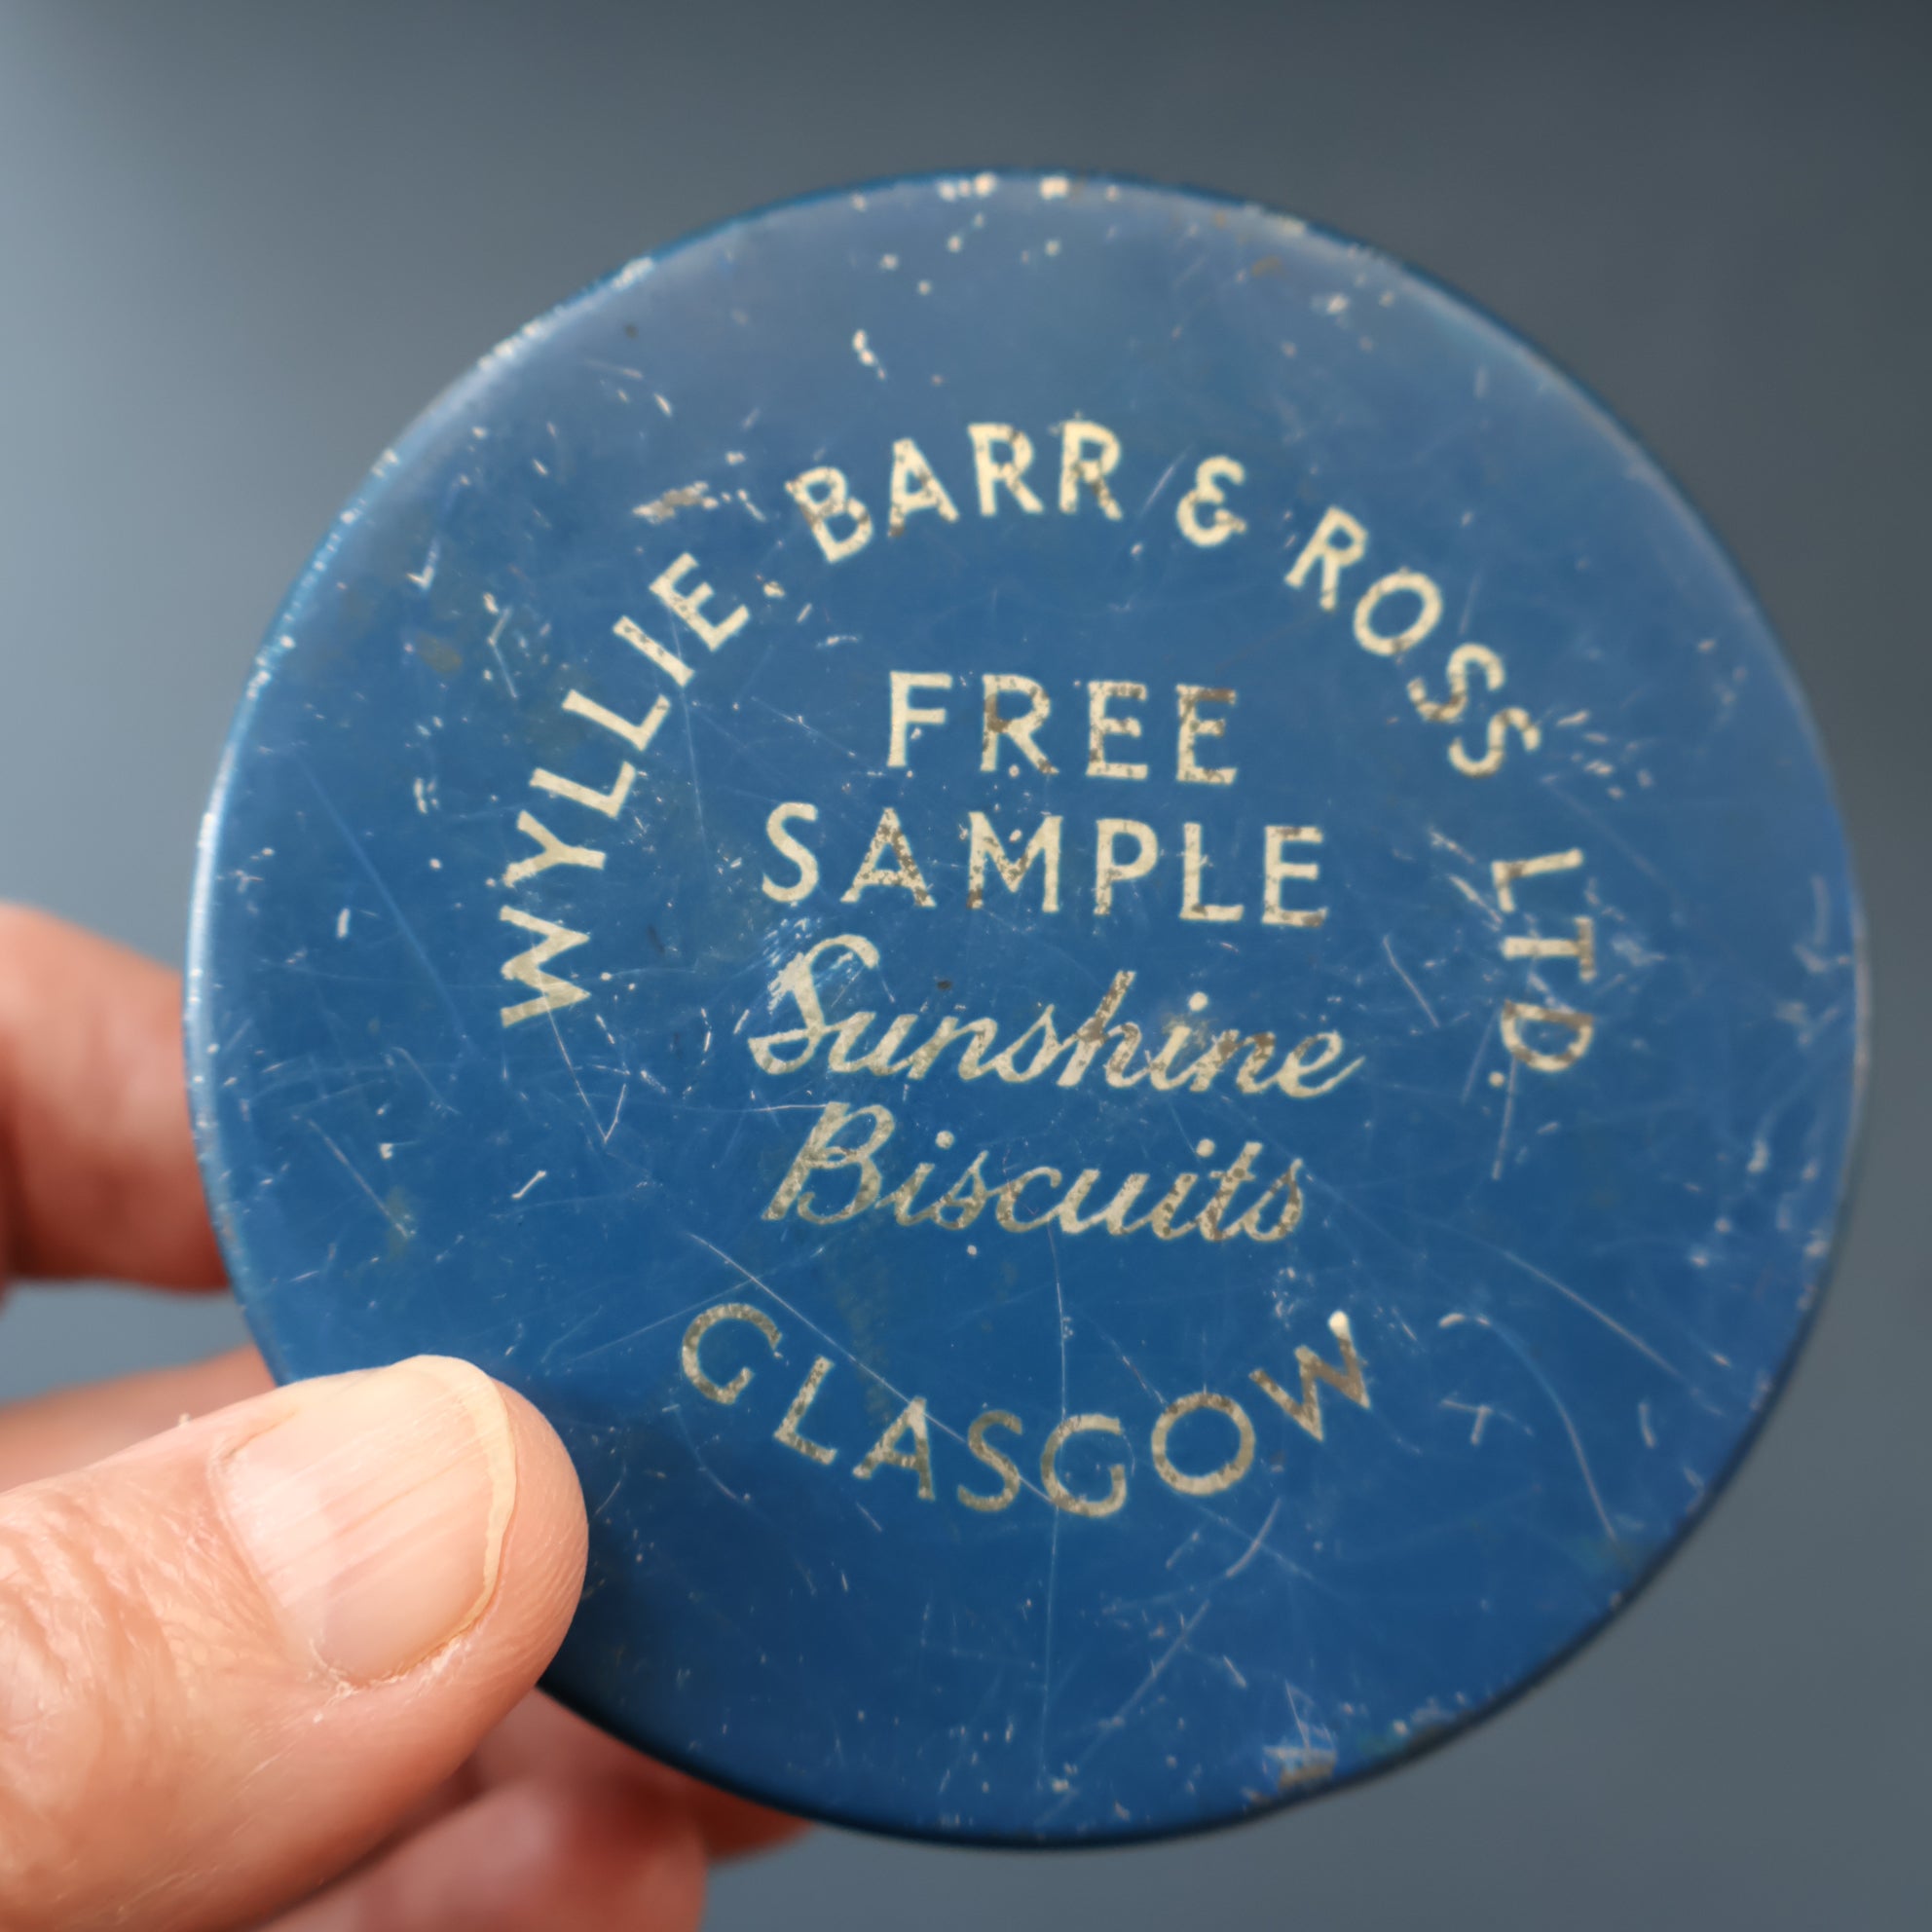 WYLLIE. BARR & ROSS LTD.
FREE
SAMPLE
Sunshine
Biscuits
GLASGOW